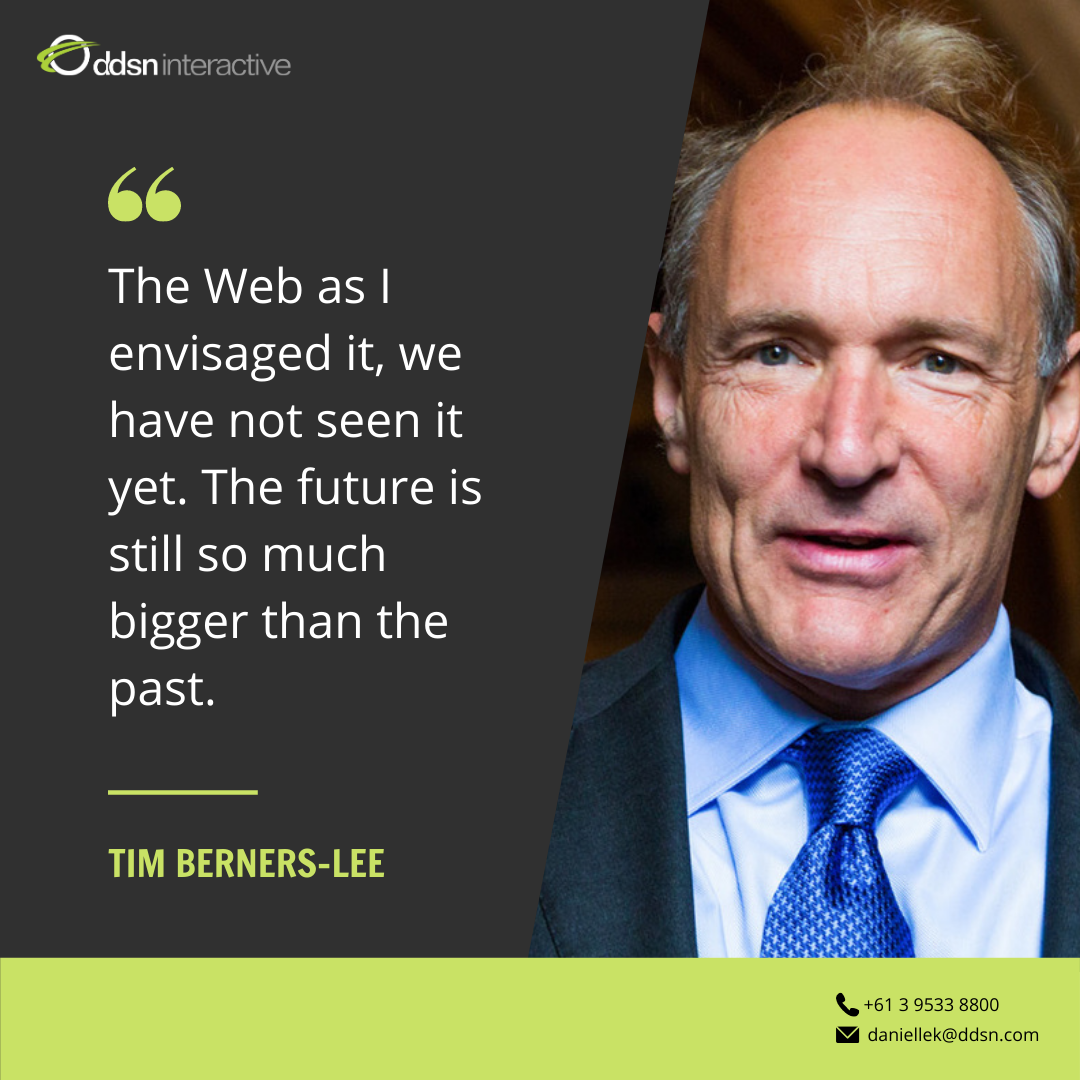 ddsn interactive
The Web as I
envisaged it, we
have not seen it
yet. The future is
still so much
bigger than the
past.
TIM BERNERS-LEE
+61 3 9533 8800
daniellek@ddsn.com